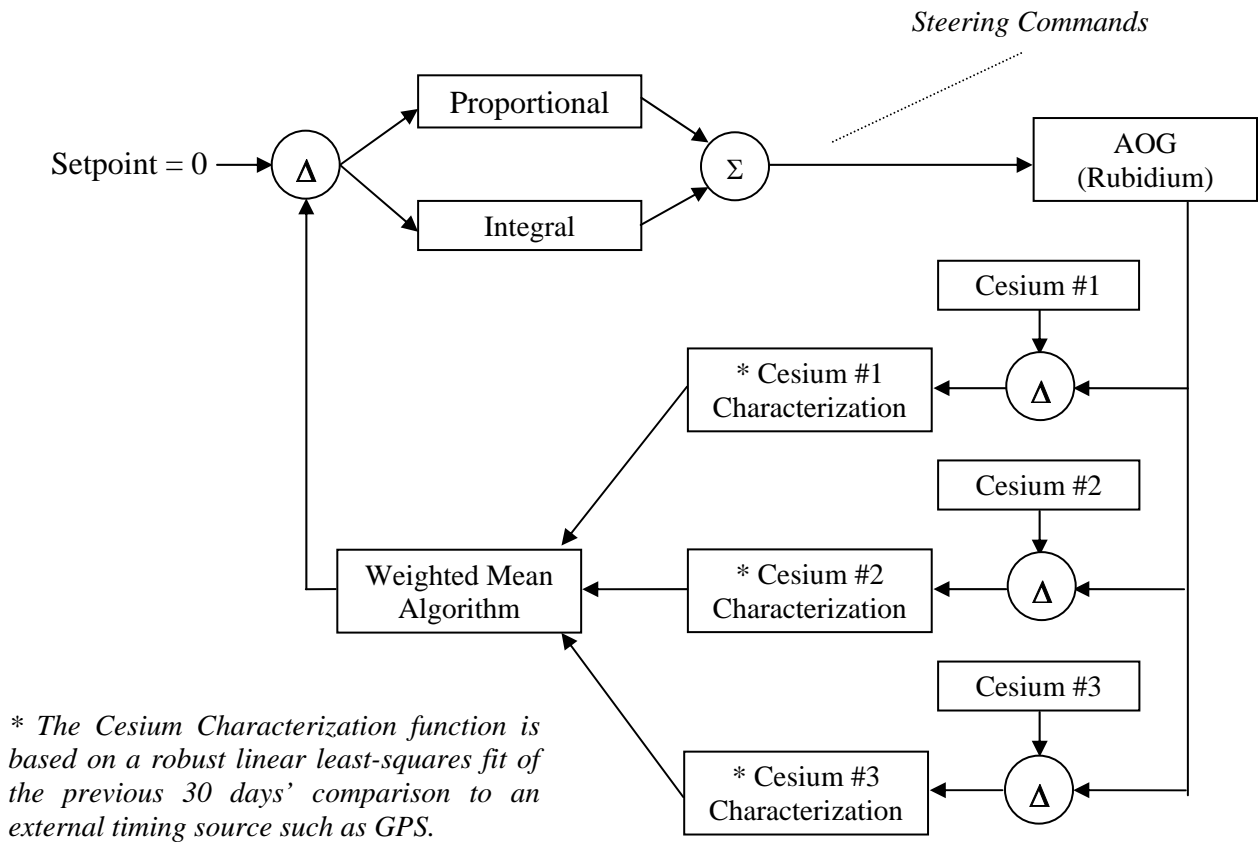 Steering Commands
Proportional
Setpoint = 0
Δ
Σ
AOG
(Rubidium)
Integral
Cesium #1
* Cesium #1
Characterization
Δ
Cesium #2
Weighted Mean
Algorithm
* Cesium #2
Characterization
Δ
Cesium #3
* Cesium #3
Characterization
Δ
* The Cesium Characterization function is
based on a robust linear least-squares fit of
the previous 30 days' comparison to an
external timing source such as GPS.